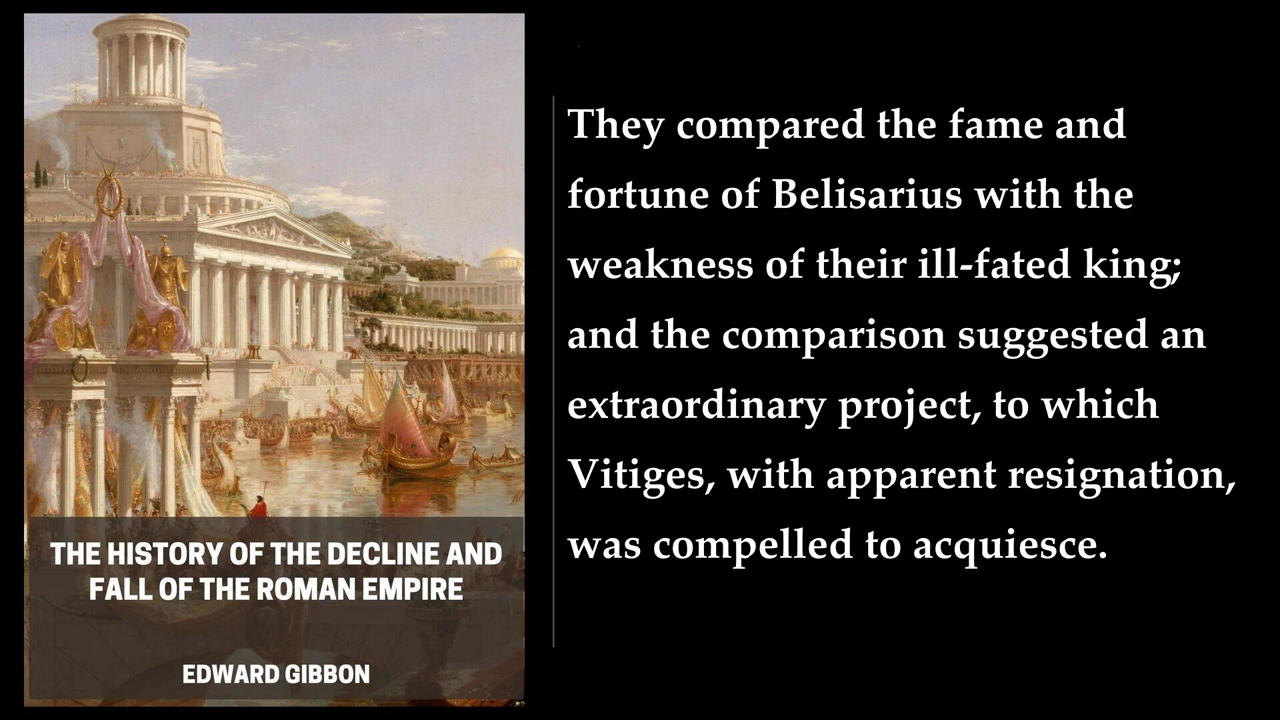 THE HISTORY OF THE DECLINE AND
FALL OF THE ROMAN EMPIRE
EDWARD GIBBON
They compared the fame and
fortune of Belisarius with the
weakness of their ill-fated king;
and the comparison suggested an
extraordinary project, to which
Vitiges, with apparent resignation,
was compelled to acquiesce.